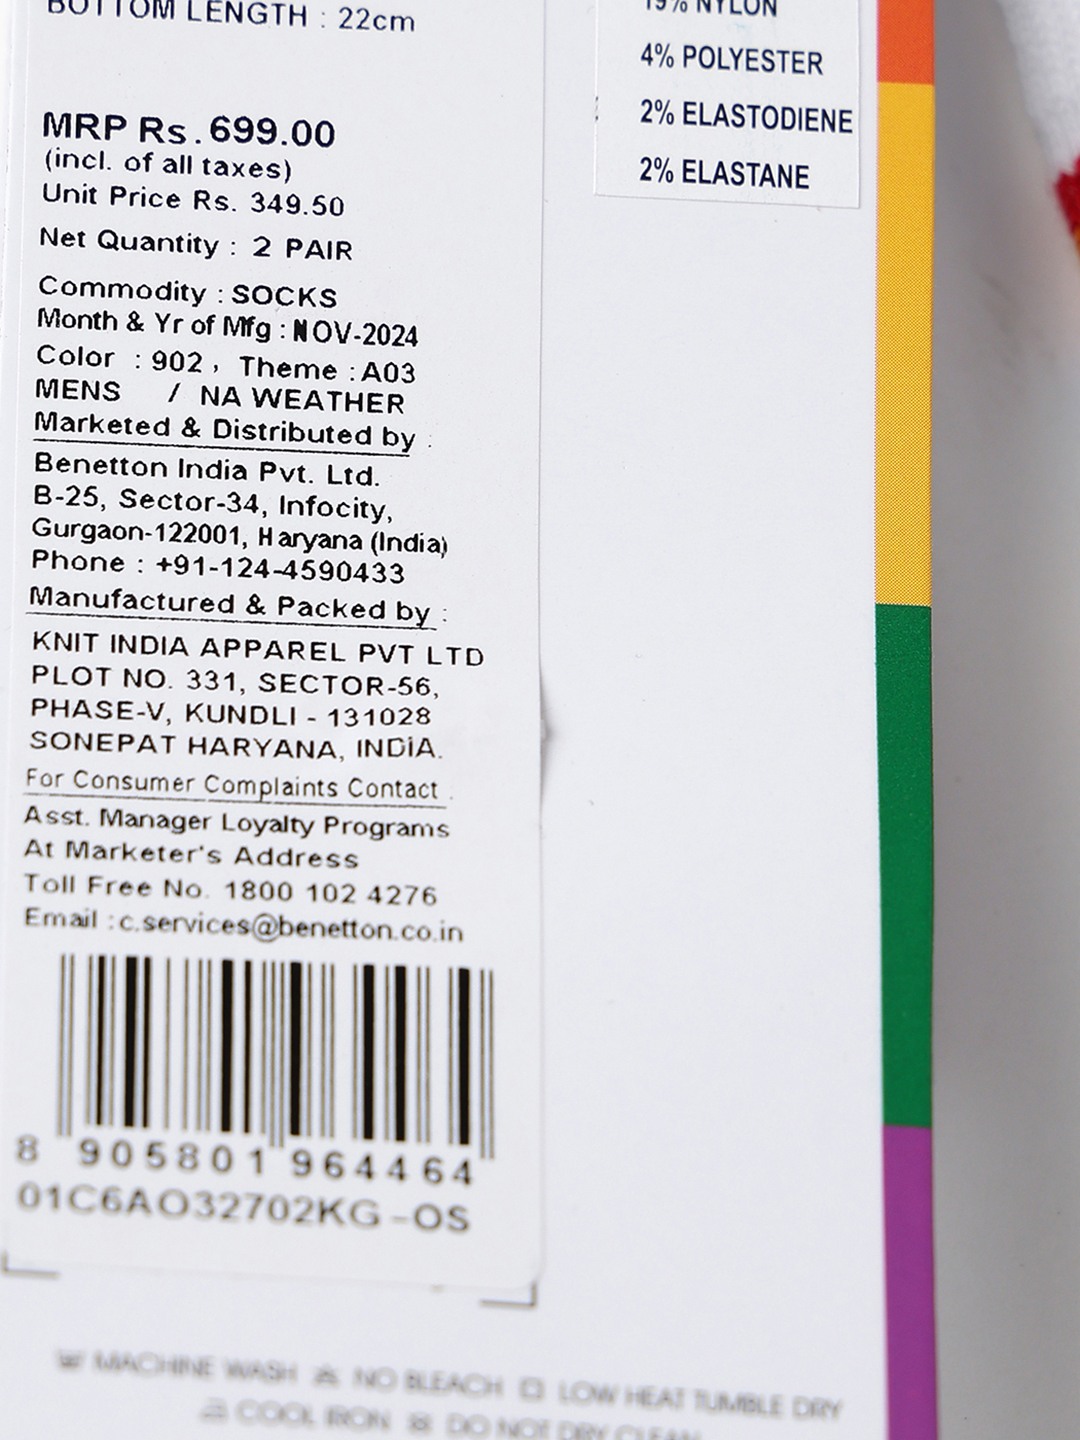 BOTTOM LENGTH : 22cm
19% NYLON
4% POLYESTER
2% ELASTODIENE
2% ELASTANE
MRP Rs.699.00
(incl. of all taxes)
Unit Price Rs. 349.50
Net Quantity : 2 PAIR
Commodity : SOCKS
Month & Yr of Mfg : NOV-2024
Color : 902 , Theme : A03
MENS / NA WEATHER
Marketed & Distributed by :
Benetton India Pvt. Ltd.
B-25, Sector-34, Infocity,
Gurgaon-122001, Haryana (India)
Phone : +91-124-4590433
Manufactured & Packed by :
KNIT INDIA APPAREL PVT LTD
PLOT NO. 331, SECTOR-56,
PHASE-V, KUNDLI - 131028
SONEPAT HARYANA, INDIA.
For Consumer Complaints Contact :
Asst. Manager Loyalty Programs
At Marketer's Address
Toll Free No. 1800 102 4276
Email : c.services@benetton.co.in
8 905801 964464
01C6AO32702KG-OS
MACHINE WASH NO BLEACH LOW HEAT TUMBLE DRY
COOL IRON DO NOT DRY CLEAN